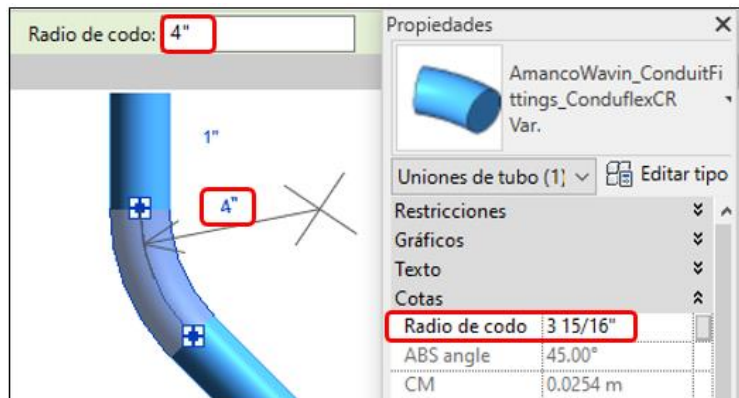 Radio de codo: 4"
1"
4"
Propiedades
AmancoWavin_ConduitFi
ttings_ConduflexCR
Var.
Uniones de tubo (1) Editar tipo
Restricciones
Gráficos
Texto
Cotas
Radio de codo 3 15/16"
ABS angle 45.00°
CM 0.0254 m